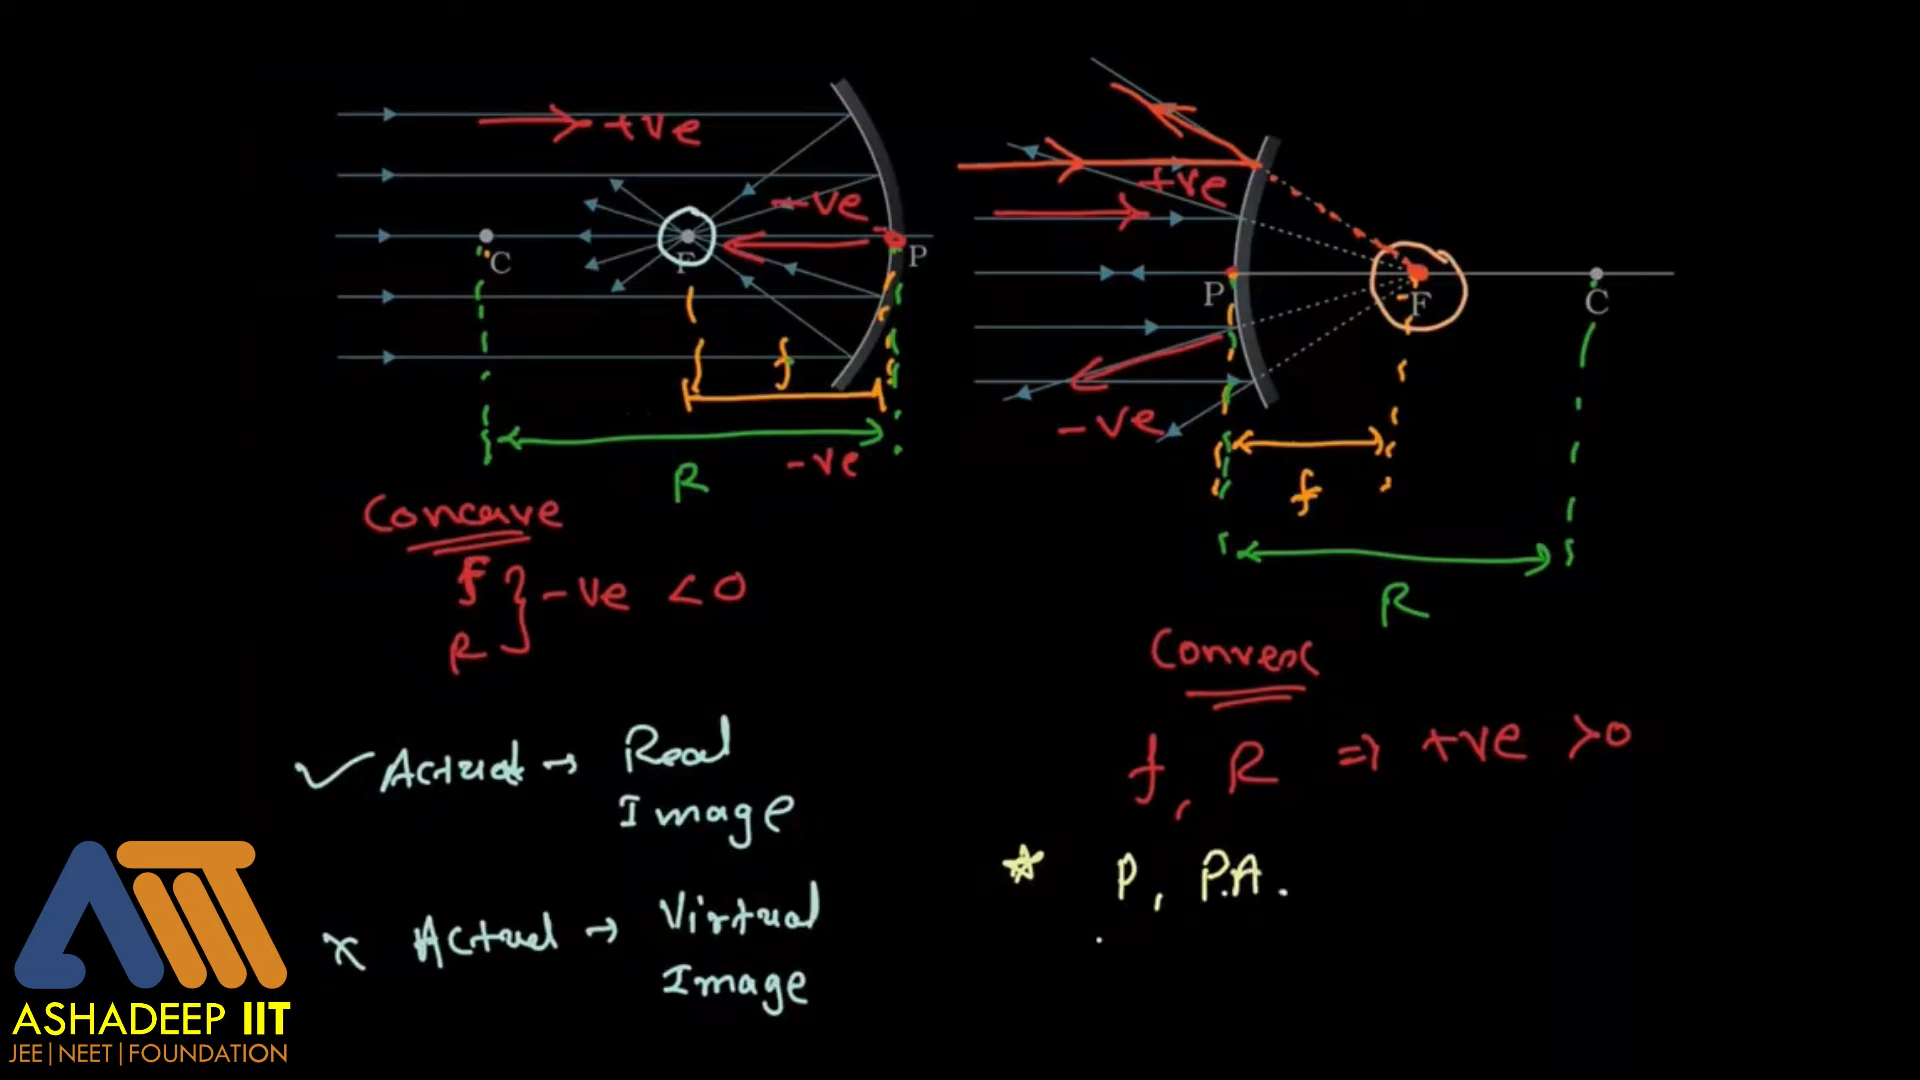 +ve
-ve
C
F
P
f
R
-ve
Concave
f
R
-ve < 0
✓ Actual → Real
Image
x Actual → Virtual
Image
+ve
P
F
C
-ve
f
R
Convex
f, R ⇒ +ve >0
☆ P, P.A.
ASHADEEP IIT
JEE|NEET|FOUNDATION